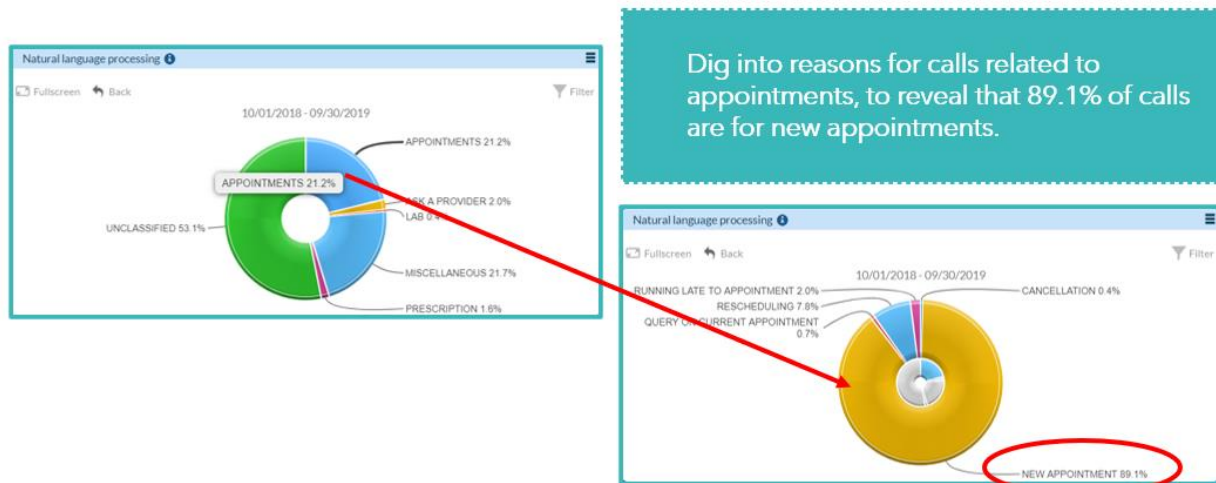 Natural language processing
Fullscreen Back Filter
10/01/2018 - 09/30/2019
APPOINTMENTS 21.2%
APPOINTMENTS 21.2%
ASK A PROVIDER 2.0%
LAB 0.4
UNCLASSIFIED 53.1%
MISCELLANEOUS 21.7%
PRESCRIPTION 1.6%
Dig into reasons for calls related to
appointments, to reveal that 89.1% of calls
are for new appointments.
Natural language processing
Fullscreen Back Filter
10/01/2018 - 09/30/2019
RUNNING LATE TO APPOINTMENT 2.0%
CANCELLATION 0.4%
RESCHEDULING 7.8%
QUERY ON CURRENT APPOINTMENT
0.7%
NEW APPOINTMENT 89.1%